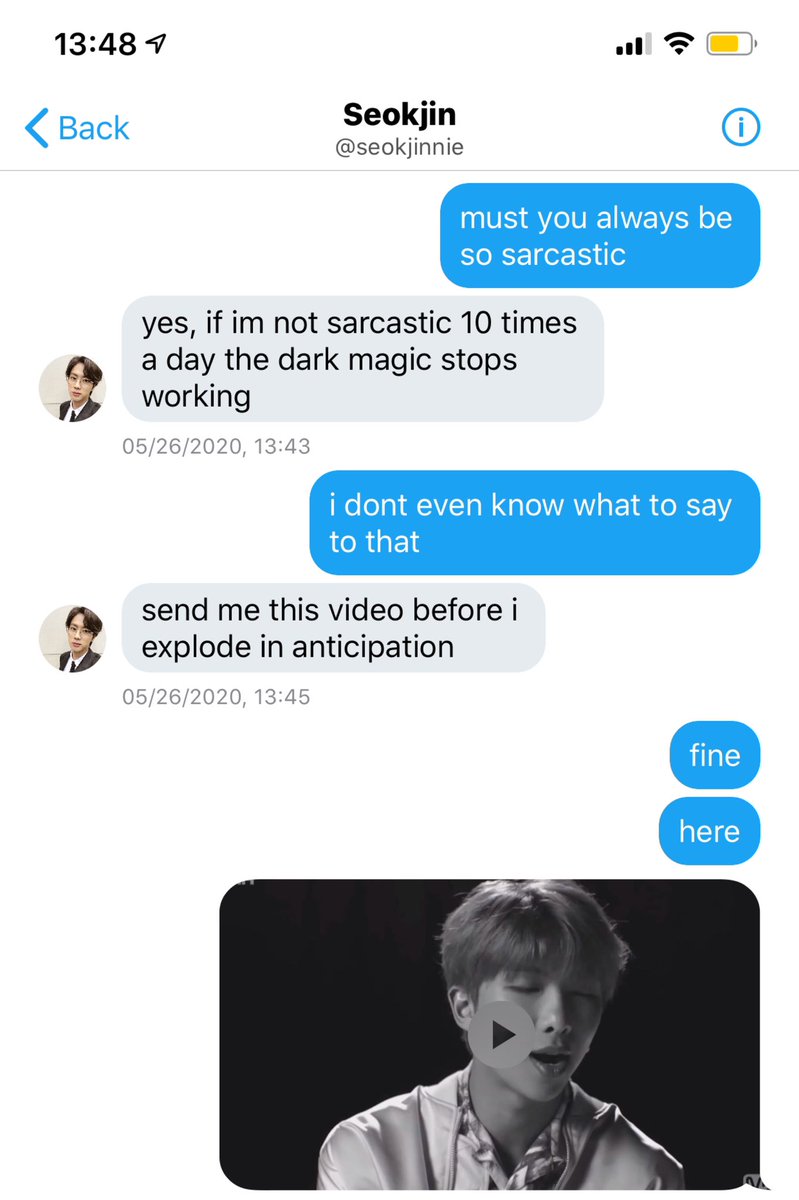 13:48
Back
Seokjin
@seokjinnie
must you always be
so sarcastic
yes, if im not sarcastic 10 times
a day the dark magic stops
working
05/26/2020, 13:43
i dont even know what to say
to that
send me this video before i
explode in anticipation
05/26/2020, 13:45
fine
here